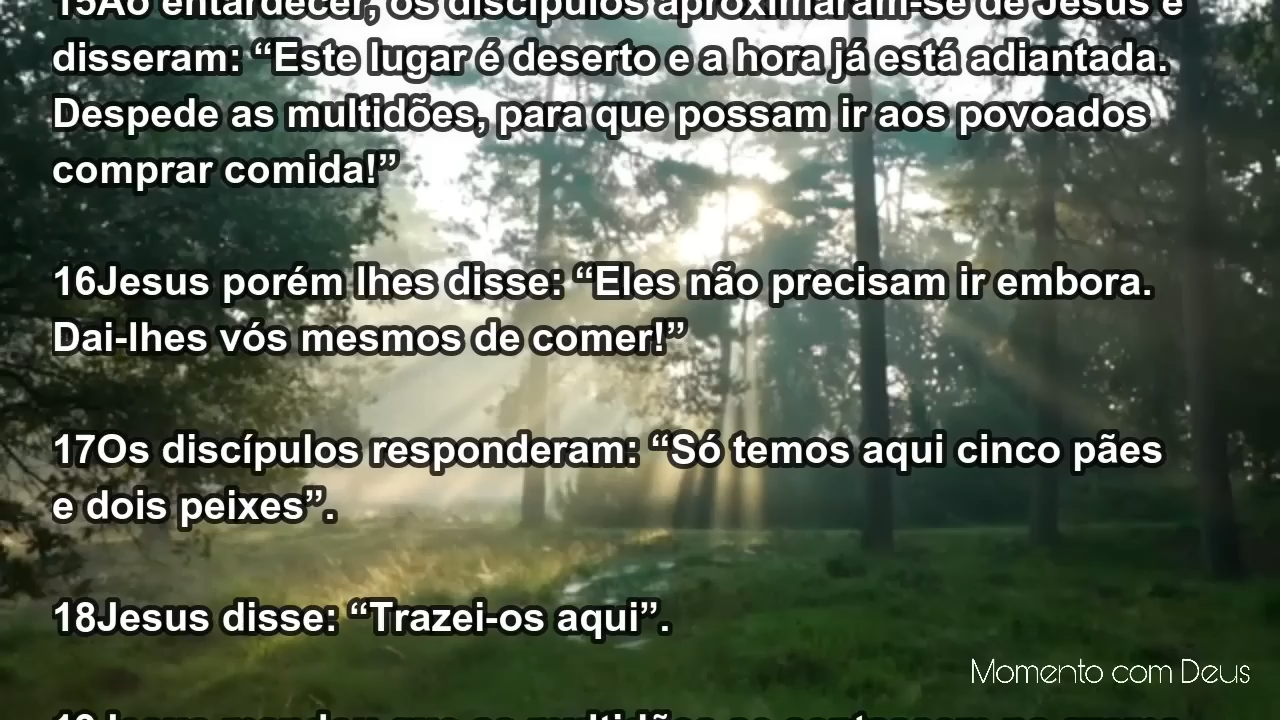 15Ao entardecer, os discípulos aproximaram-se de Jesus e
disseram: “Este lugar é deserto e a hora já está adiantada.
Despede as multidões, para que possam ir aos povoados
comprar comida!”
16Jesus porém lhes disse: “Eles não precisam ir embora.
Dai-lhes vós mesmos de comer!”
17Os discípulos responderam: “Só temos aqui cinco pães
e dois peixes”.
18Jesus disse: “Trazei-os aqui”.
Momento com Deus